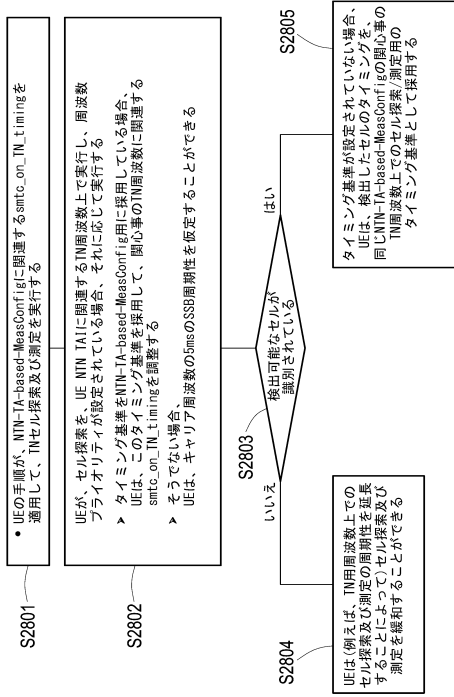 S2801
• UEの手順が、NTN-TA-based-MeasConfigに関連するsmtc_on_TN_timingを
適用して、TNセル探索及び測定を実行する
S2802
UEが、セル探索を、UE NTN TAIに関連するTN周波数上で実行し、周波数
プライオリティが設定されている場合、それに応じて実行する
➤ タイミング基準をNTN-TA-based-MeasConfig用に採用している場合、
UEは、このタイミング基準を採用して、関心事のTN周波数に関連する
smtc_on_TN_timingを調整する
➤ そうでない場合、
UEは、キャリア周波数の5msのSSB周期性を仮定することができる
S2803
検出可能なセルが
識別されている
いいえ
はい
S2804
UEは(例えば、TN用周波数上での
セル探索及び測定の周期性を延長
することによって)セル探索及び
測定を緩和することができる
S2805
タイミング基準が設定されていない場合、
UEは、検出したセルのタイミングを、
同じNTN-TA-based-MeasConfigの関心事の
TN周波数上でのセル探索/測定用の
タイミング基準として採用する